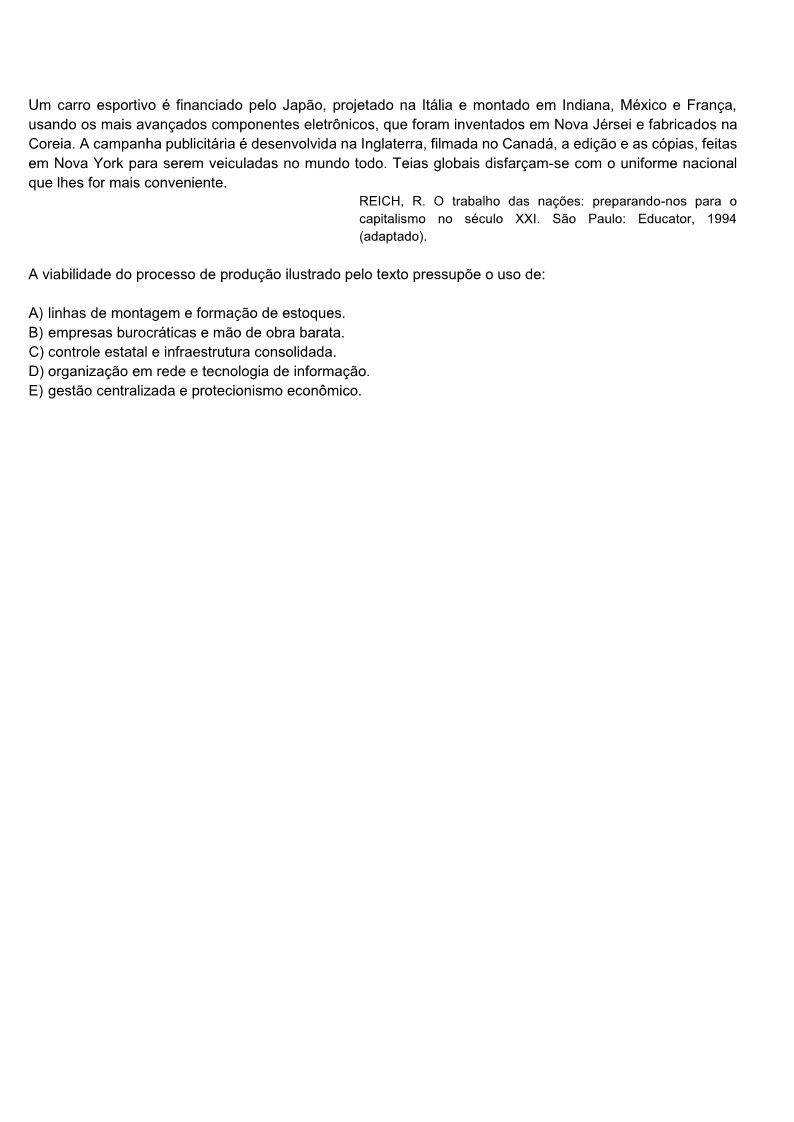 Um carro esportivo é financiado pelo Japão, projetado na Itália e montado em Indiana, México e França,
usando os mais avançados componentes eletrônicos, que foram inventados em Nova Jérsei e fabricados na
Coreia. A campanha publicitária é desenvolvida na Inglaterra, filmada no Canadá, a edição e as cópias, feitas
em Nova York para serem veiculadas no mundo todo. Teias globais disfarçam-se com o uniforme nacional
que lhes for mais conveniente.
REICH, R. O trabalho das nações: preparando-nos para o
capitalismo no século XXI. São Paulo: Educator, 1994
(adaptado).
A viabilidade do processo de produção ilustrado pelo texto pressupõe o uso de:
A) linhas de montagem e formação de estoques.
B) empresas burocráticas e mão de obra barata.
C) controle estatal e infraestrutura consolidada.
D) organização em rede e tecnologia de informação.
E) gestão centralizada e protecionismo econômico.